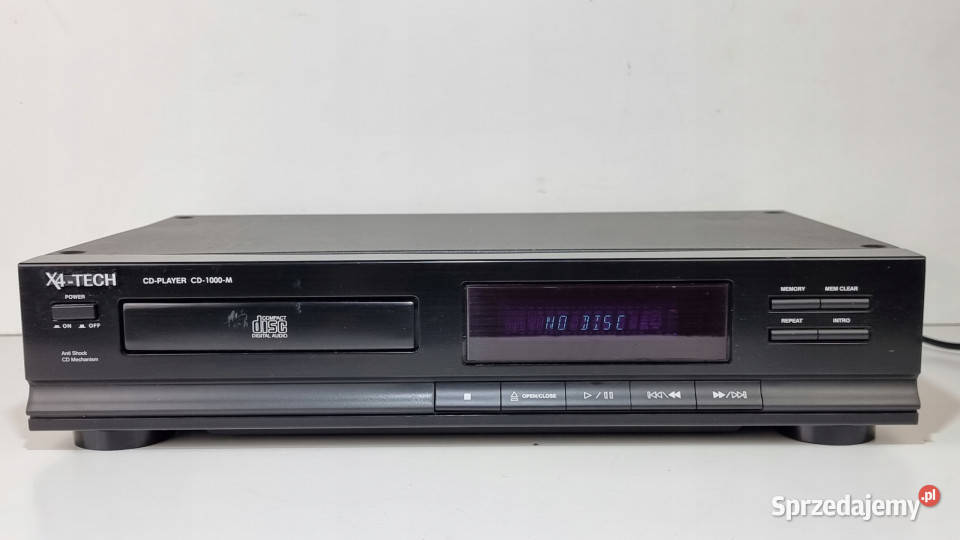 X4-TECH
CD-PLAYER CD-1000-M
POWER
ON OFF
Anti Shock
CD Mechanism
COMPACT
disc
DIGITAL AUDIO
NO DISC
MEMORY MEM CLEAR
REPEAT INTRO
OPEN/CLOSE
Sprzedajemy.pl